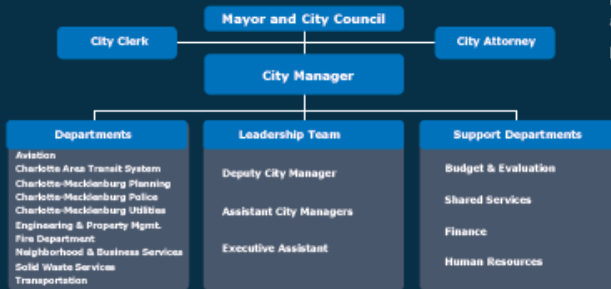 Mayor and City Council
City Clerk
City Attorney
City Manager
Departments
Aviation
Charlotte Area Transit System
Charlotte-Mecklenburg Planning
Charlotte-Mecklenburg Police
Charlotte-Mecklenburg Utilities
Engineering & Property Mgmt.
Fire Department
Neighborhood & Business Services
Solid Waste Services
Transportation
Leadership Team
Deputy City Manager
Assistant City Managers
Executive Assistant
Support Departments
Budget & Evaluation
Shared Services
Finance
Human Resources